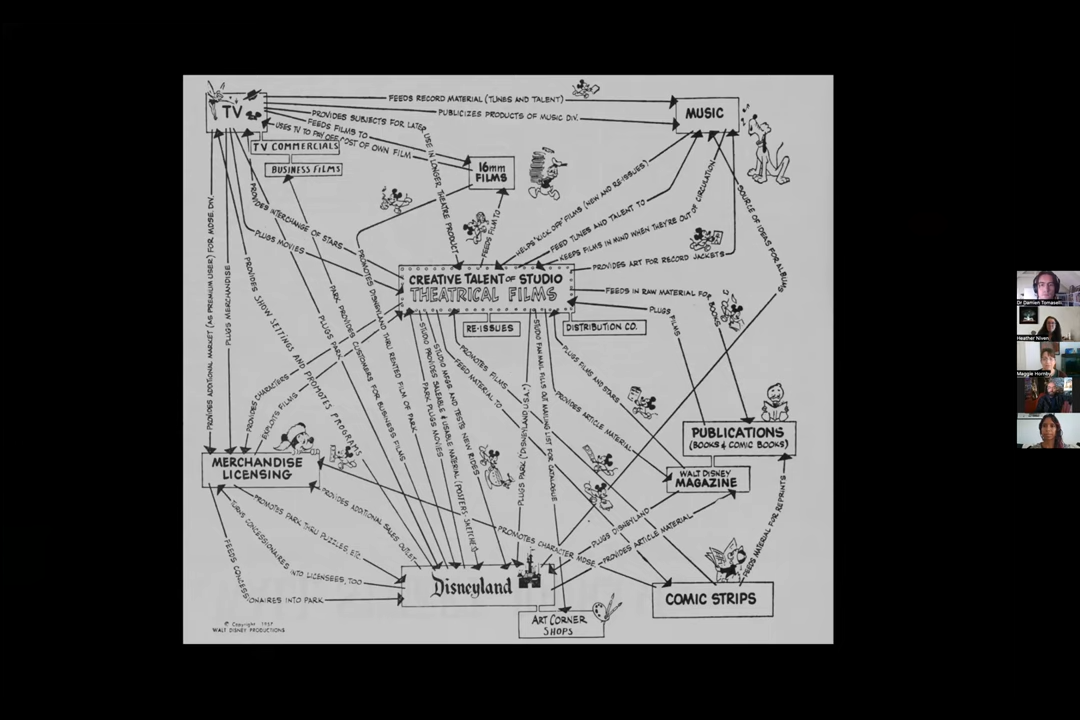 TV
TV COMMERCIALS
BUSINESS FILMS
FEEDS RECORD MATERIAL (TUNES AND TALENT)
PUBLICIZES PRODUCTS OF MUSIC DIV.
PROVIDES SUBJECTS FOR LATER USE IN LONGER THEATRE PRODUCT
FEEDS FILMS TO
USES TV TO PAY OFF COST OF OWN FILM
MUSIC
16mm
FILMS
FEEDS FILM TO
HELPS "KICK OFF" FILMS (NEW AND RE-ISSUES)
FEED TUNES AND TALENT TO
KEEPS FILMS IN MIND WHEN THEY'RE OUT OF CIRCULATION
PROVIDES ART FOR RECORD JACKETS
SOURCE OF IDEAS FOR ALBUMS
PROVIDES INTERCHANGE OF STARS
PLUGS MOVIES
PROMOTES DISNEYLAND THRU RENTED FILM OF PARK
CREATIVE TALENT OF STUDIO
THEATRICAL FILMS
RE-ISSUES
DISTRIBUTION CO.
FEEDS IN RAW MATERIAL FOR BOOKS
PLUGS FILMS
PROVIDES ADDITIONAL MARKET (AS PREMIUM USER) FOR MDSE. DIV.
PLUGS MERCHANDISE
PROVIDES SHOW SETTINGS AND PROMOTES PROGRAMS
PLUGS PARK
PARK PROVIDES CUSTOMERS FOR BUSINESS FILMS
PROVIDES CHARACTERS
EXPLOITS FILMS
PARK PLUGS MOVIES
STUDIO PROVIDES SALEABLE & USABLE MATERIAL (POSTERS-SKETCHES)
STUDIO MFGS AND TESTS NEW RIDES
PROMOTES FILMS
FEED MATERIAL TO
PLUGS PARK ("DISNEYLAND U.S.A.")
STUDIO FAN MAIL FILLS OUT MAILING LIST FOR CATALOGUE
PROVIDES ARTICLE MATERIAL
PLUGS FILMS AND STARS
PUBLICATIONS
(BOOKS & COMIC BOOKS)
WALT DISNEY
MAGAZINE
MERCHANDISE
LICENSING
PROVIDES ADDITIONAL SALES OUTLET
PROMOTES PARK THRU PUZZLES, ETC.
TURNS CONCESSIONAIRES INTO LICENSEES, TOO
FEEDS CONCESSIONAIRES INTO PARK
PROMOTES CHARACTER MDSE.
PLUGS DISNEYLAND
PROVIDES ARTICLE MATERIAL
FEEDS MATERIAL FOR REPRINTS
Disneyland
ART CORNER
SHOPS
COMIC STRIPS
© Copyright 1957
WALT DISNEY PRODUCTIONS
Dr Damien Tomasell
Heather Niven
Maggie Hornby